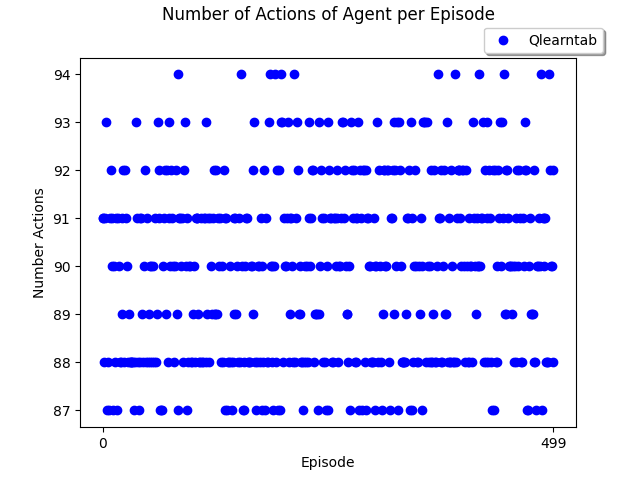 Number of Actions of Agent per Episode
Qlearntab
94
93
92
91
90
89
88
87
Number Actions
0
499
Episode